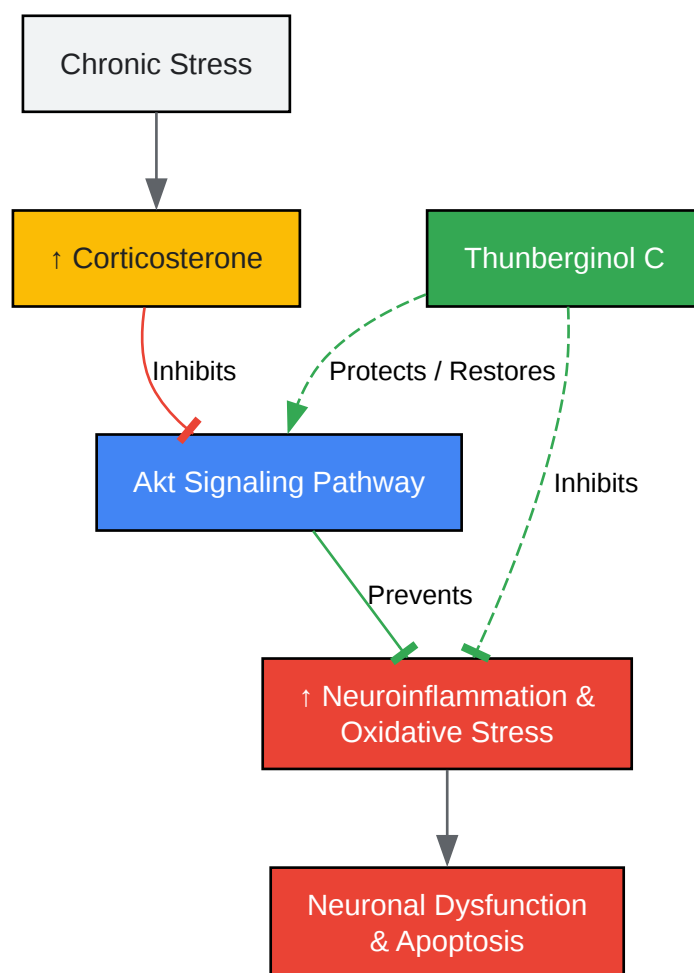 Chronic Stress
↑ Corticosterone
Thunberginol C
Inhibits
Protects / Restores
Akt Signaling Pathway
Inhibits
Prevents
↑ Neuroinflammation &
Oxidative Stress
Neuronal Dysfunction
& Apoptosis